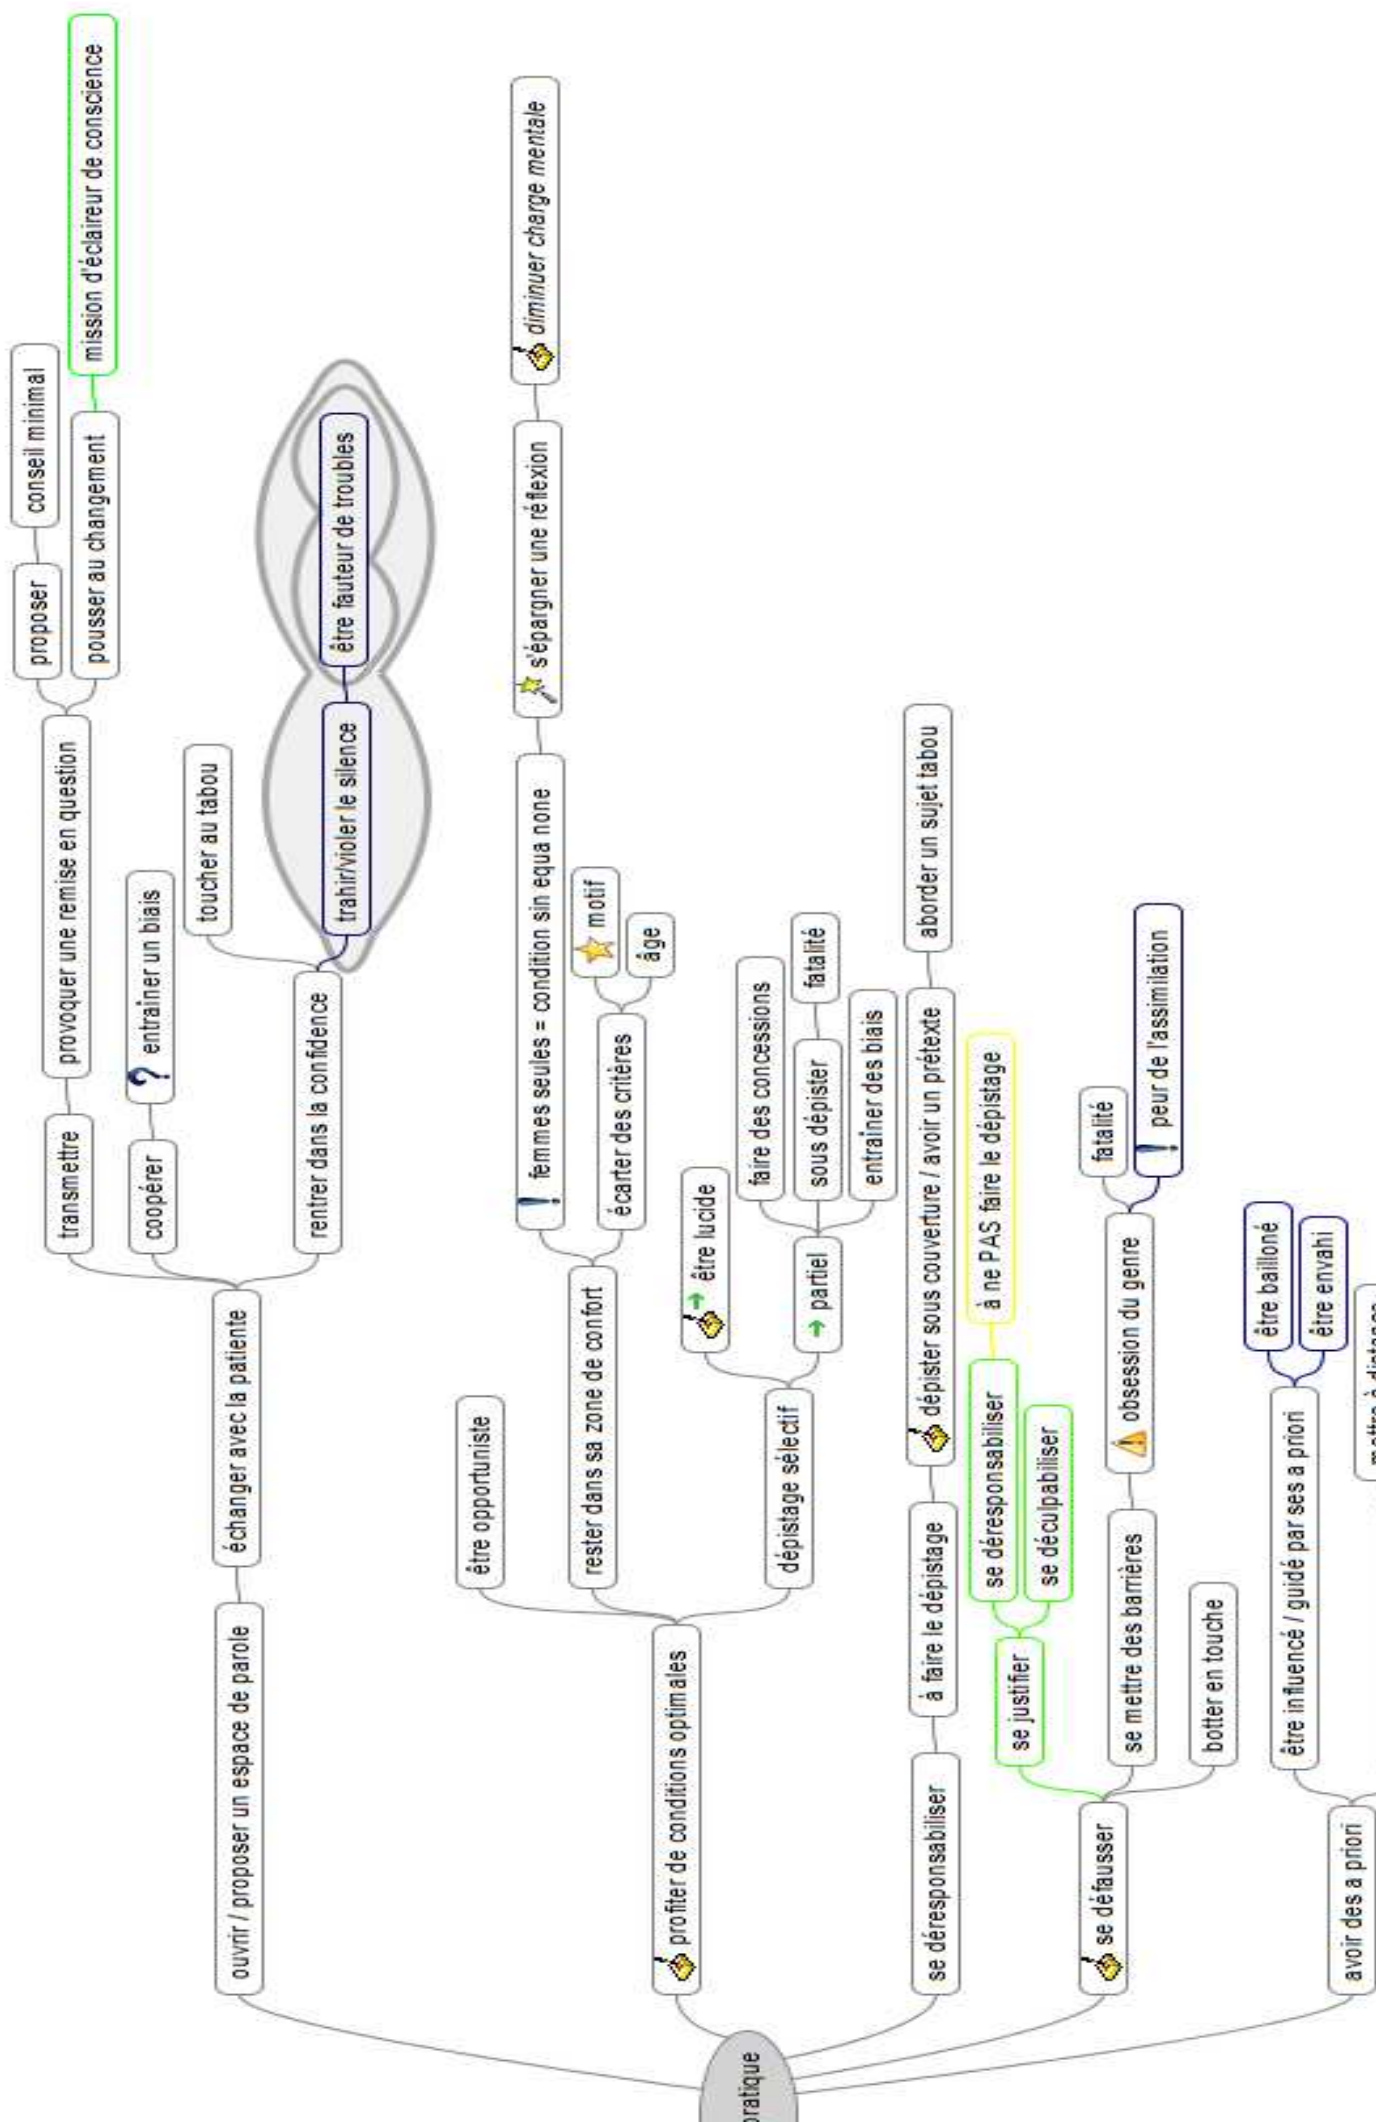 pratique
ouvrir / proposer un espace de parole
échanger avec la patiente
transmettre
provoquer une remise en question
proposer
conseil minimal
pousser au changement
mission d'éclaireur de conscience
coopérer
entrainer un biais
rentrer dans la confidence
toucher au tabou
trahir/violer le silence
être fauteur de troubles
profiter de conditions optimales
être opportuniste
rester dans sa zone de confort
femmes seules = condition sin equa none
s'épargner une réflexion
diminuer charge mentale
écarter des critères
motif
âge
dépistage sélectif
être lucide
partiel
faire des concessions
sous dépister
fatalité
entraîner des biais
se déresponsabiliser
à faire le dépistage
dépister sous couverture / avoir un prétexte
aborder un sujet tabou
se défausser
se justifier
se déresponsabiliser
à ne PAS faire le dépistage
se déculpabiliser
se mettre des barrières
obsession du genre
fatalité
peur de l'assimilation
botter en touche
avoir des a priori
être influencé / guidé par ses a priori
être bailloné
être envahi